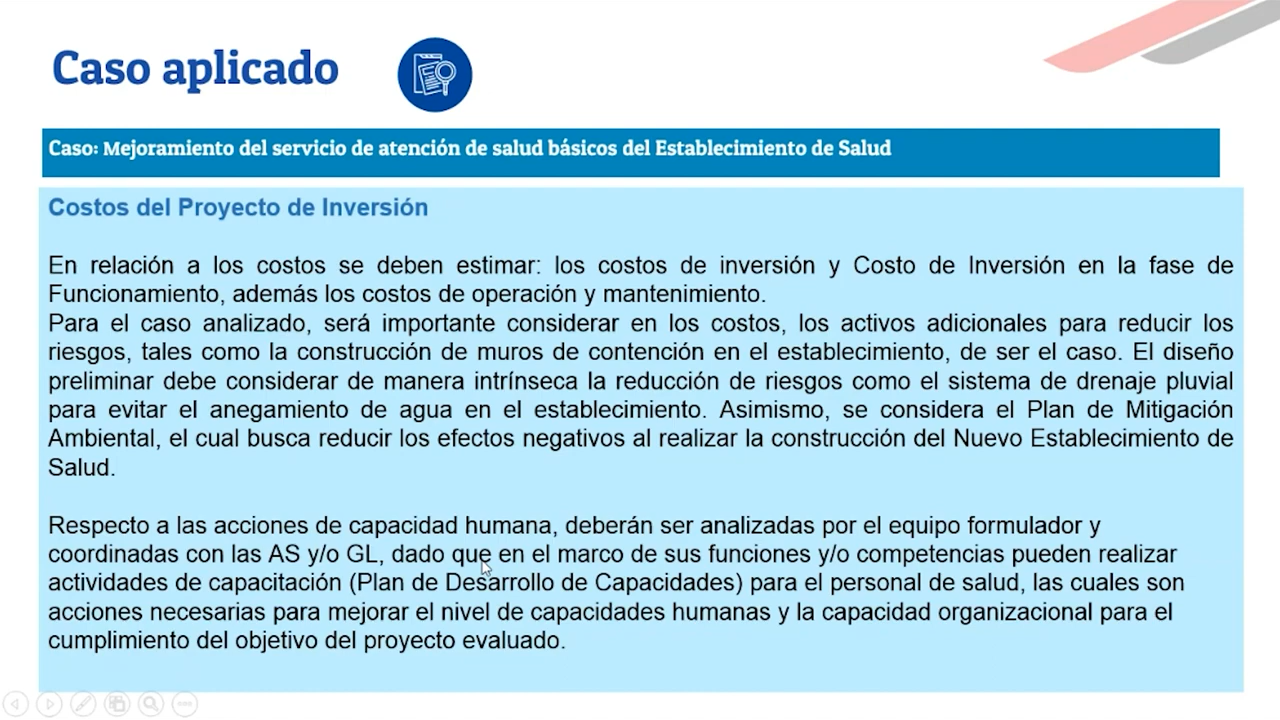 Caso aplicado
Caso: Mejoramiento del servicio de atención de salud básicos del Establecimiento de Salud
Costos del Proyecto de Inversión
En relación a los costos se deben estimar: los costos de inversión y Costo de Inversión en la fase de
Funcionamiento, además los costos de operación y mantenimiento.
Para el caso analizado, será importante considerar en los costos, los activos adicionales para reducir los
riesgos, tales como la construcción de muros de contención en el establecimiento, de ser el caso. El diseño
preliminar debe considerar de manera intrínseca la reducción de riesgos como el sistema de drenaje pluvial
para evitar el anegamiento de agua en el establecimiento. Asimismo, se considera el Plan de Mitigación
Ambiental, el cual busca reducir los efectos negativos al realizar la construcción del Nuevo Establecimiento de
Salud.
Respecto a las acciones de capacidad humana, deberán ser analizadas por el equipo formulador y
coordinadas con las AS y/o GL, dado que en el marco de sus funciones y/o competencias pueden realizar
actividades de capacitación (Plan de Desarrollo de Capacidades) para el personal de salud, las cuales son
acciones necesarias para mejorar el nivel de capacidades humanas y la capacidad organizacional para el
cumplimiento del objetivo del proyecto evaluado.